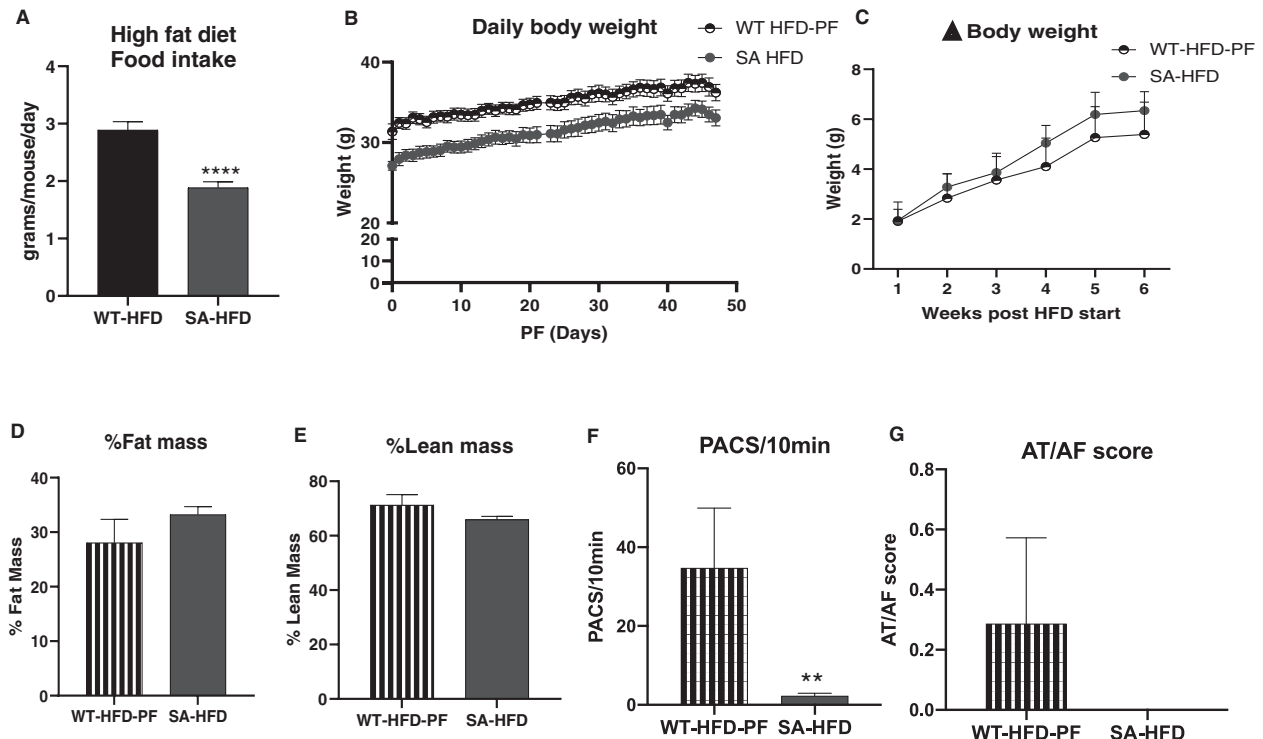 A
High fat diet
Food intake
grams/mouse/day
4
3
2
1
0
****
WT-HFD
SA-HFD
B
Daily body weight
WT HFD-PF
SA HFD
Weight (g)
40
30
20
20
10
0
0
10
20
30
40
50
PF (Days)
C
Body weight
WT-HFD-PF
SA-HFD
Weight (g)
8
6
4
2
0
1
2
3
4
5
6
Weeks post HFD start
D
%Fat mass
% Fat Mass
40
30
20
10
0
WT-HFD-PF
SA-HFD
E
%Lean mass
% Lean Mass
80
60
40
20
0
WT-HFD-PF
SA-HFD
F
PACS/10min
PACS/10min
60
40
20
0
**
WT-HFD-PF
SA-HFD
G
AT/AF score
AT/AF score
0.8
0.6
0.4
0.2
0.0
WT-HFD-PF
SA-HFD